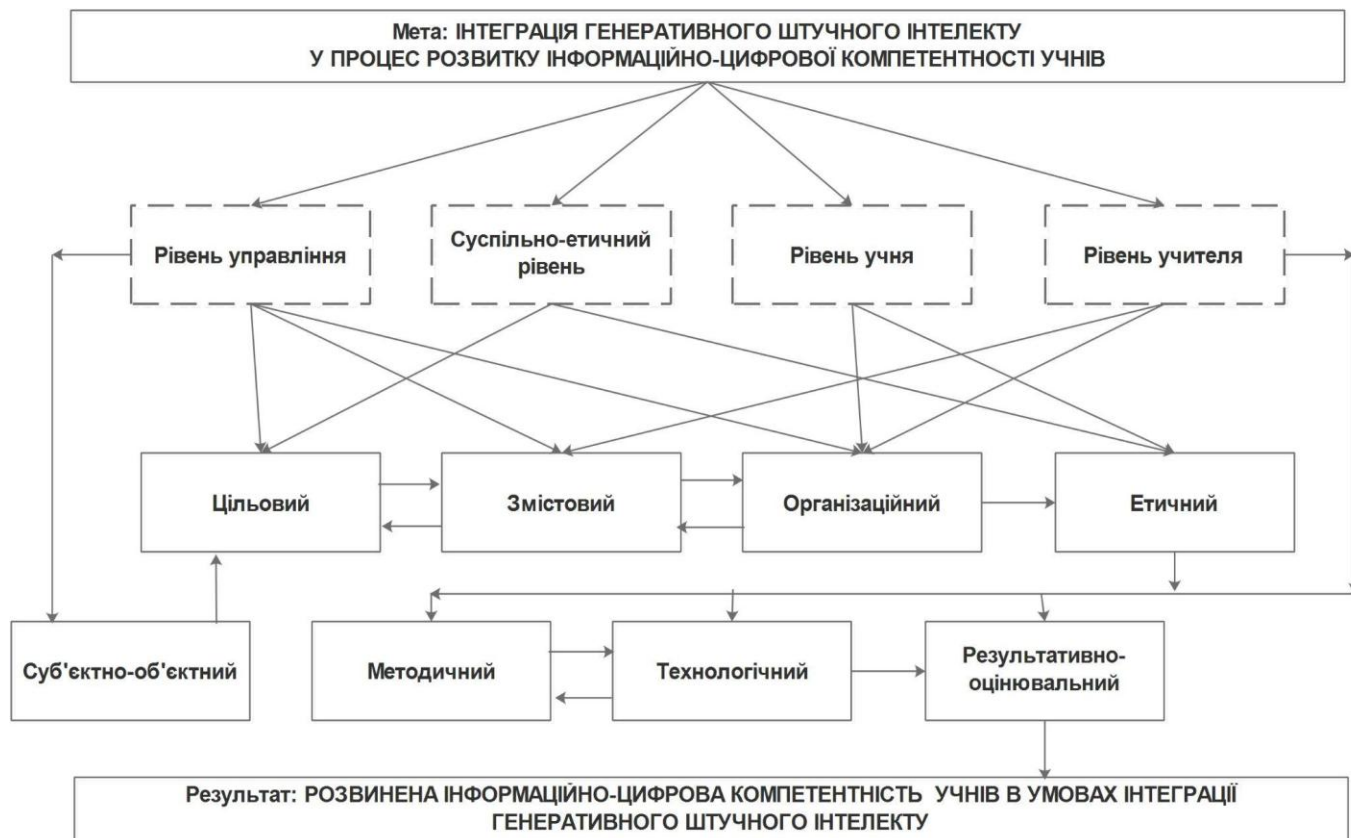 Мета: ІНТЕГРАЦІЯ ГЕНЕРАТИВНОГО ШТУЧНОГО ІНТЕЛЕКТУ
У ПРОЦЕС РОЗВИТКУ ІНФОРМАЦІЙНО-ЦИФРОВОЇ КОМПЕТЕНТНОСТІ УЧНІВ
Рівень управління
Суспільно-етичний
рівень
Рівень учня
Рівень учителя
Цільовий
Змістовий
Організаційний
Етичний
Суб'єктно-об'єктний
Методичний
Технологічний
Результативно-
оцінювальний
Результат: РОЗВИНЕНА ІНФОРМАЦІЙНО-ЦИФРОВА КОМПЕТЕНТНІСТЬ УЧНІВ В УМОВАХ ІНТЕГРАЦІЇ
ГЕНЕРАТИВНОГО ШТУЧНОГО ІНТЕЛЕКТУ